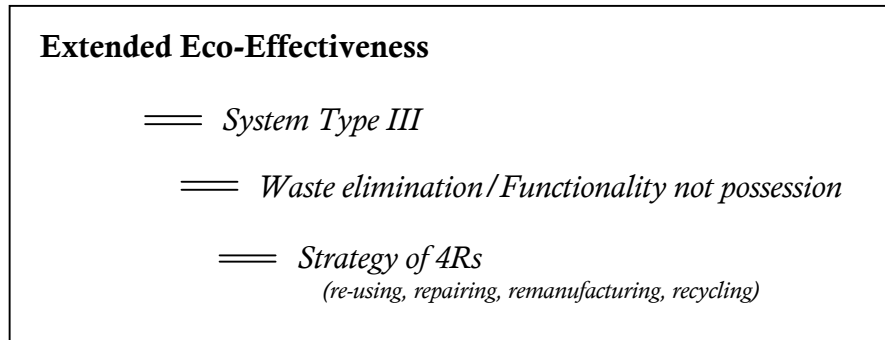 Extended Eco-Effectiveness
System Type III
Waste elimination/Functionality not possession
Strategy of 4Rs
(re-using, repairing, remanufacturing, recycling)